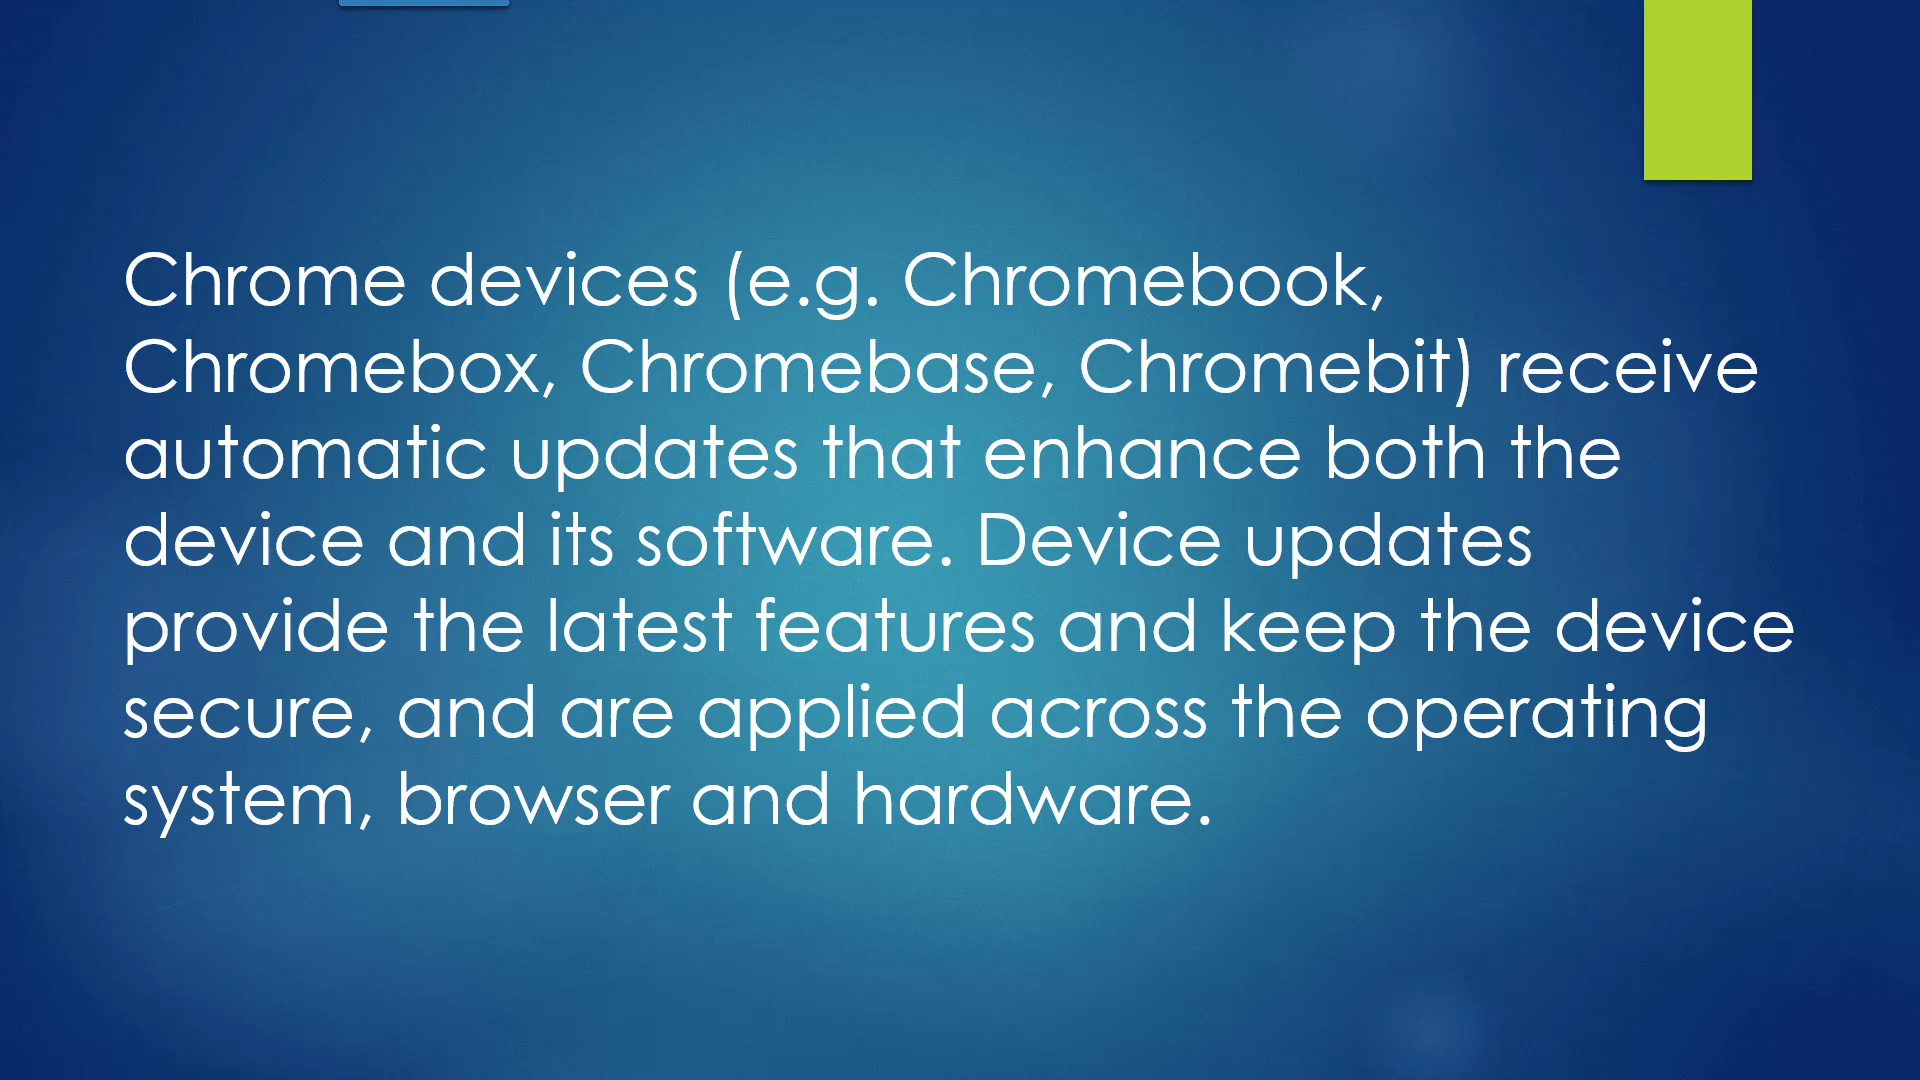 Chrome devices (e.g. Chromebook,
Chromebox, Chromebase, Chromebit) receive
automatic updates that enhance both the
device and its software. Device updates
provide the latest features and keep the device
secure, and are applied across the operating
system, browser and hardware.